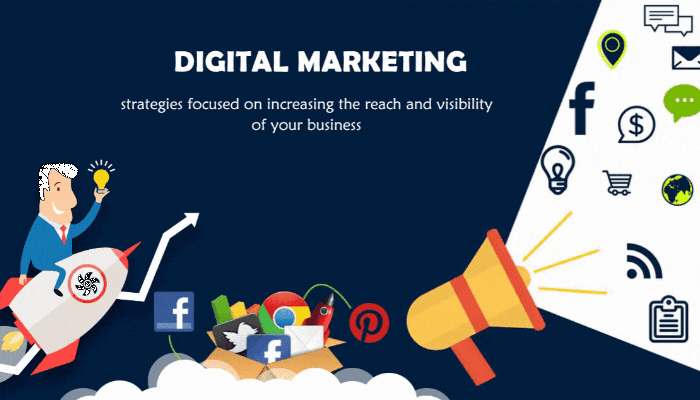 DIGITAL MARKETING
strategies focused on increasing the reach and visibility
of your business